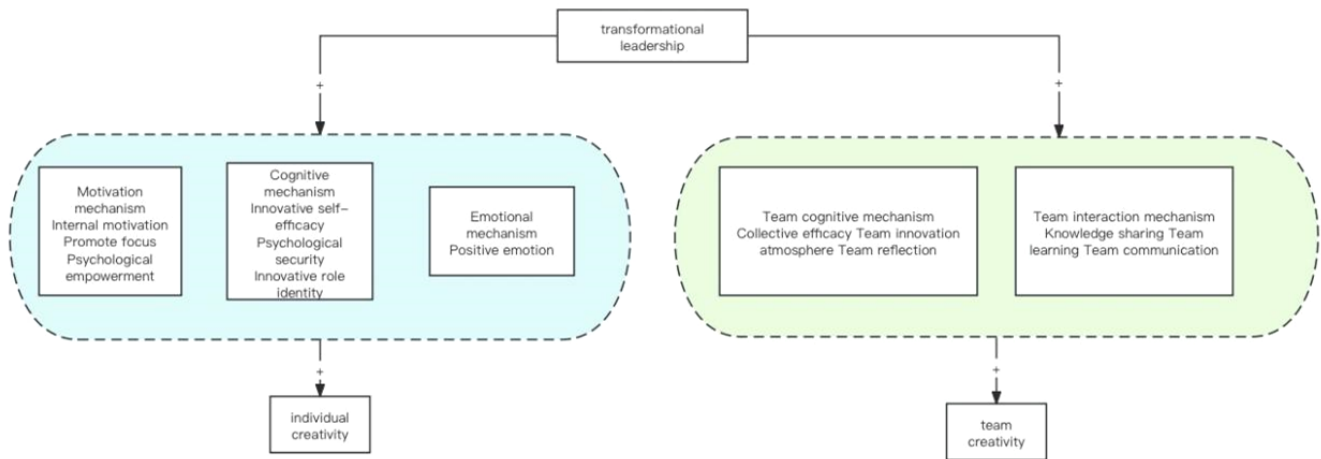 transformational
leadership
+
+
Motivation
mechanism
Internal motivation
Promote focus
Psychological
empowerment
Cognitive
mechanism
Innovative self-
efficacy
Psychological
security
Innovative role
identity
Emotional
mechanism
Positive emotion
Team cognitive mechanism
Collective efficacy Team innovation
atmosphere Team reflection
Team interaction mechanism
Knowledge sharing Team
learning Team communication
+
+
individual
creativity
team
creativity